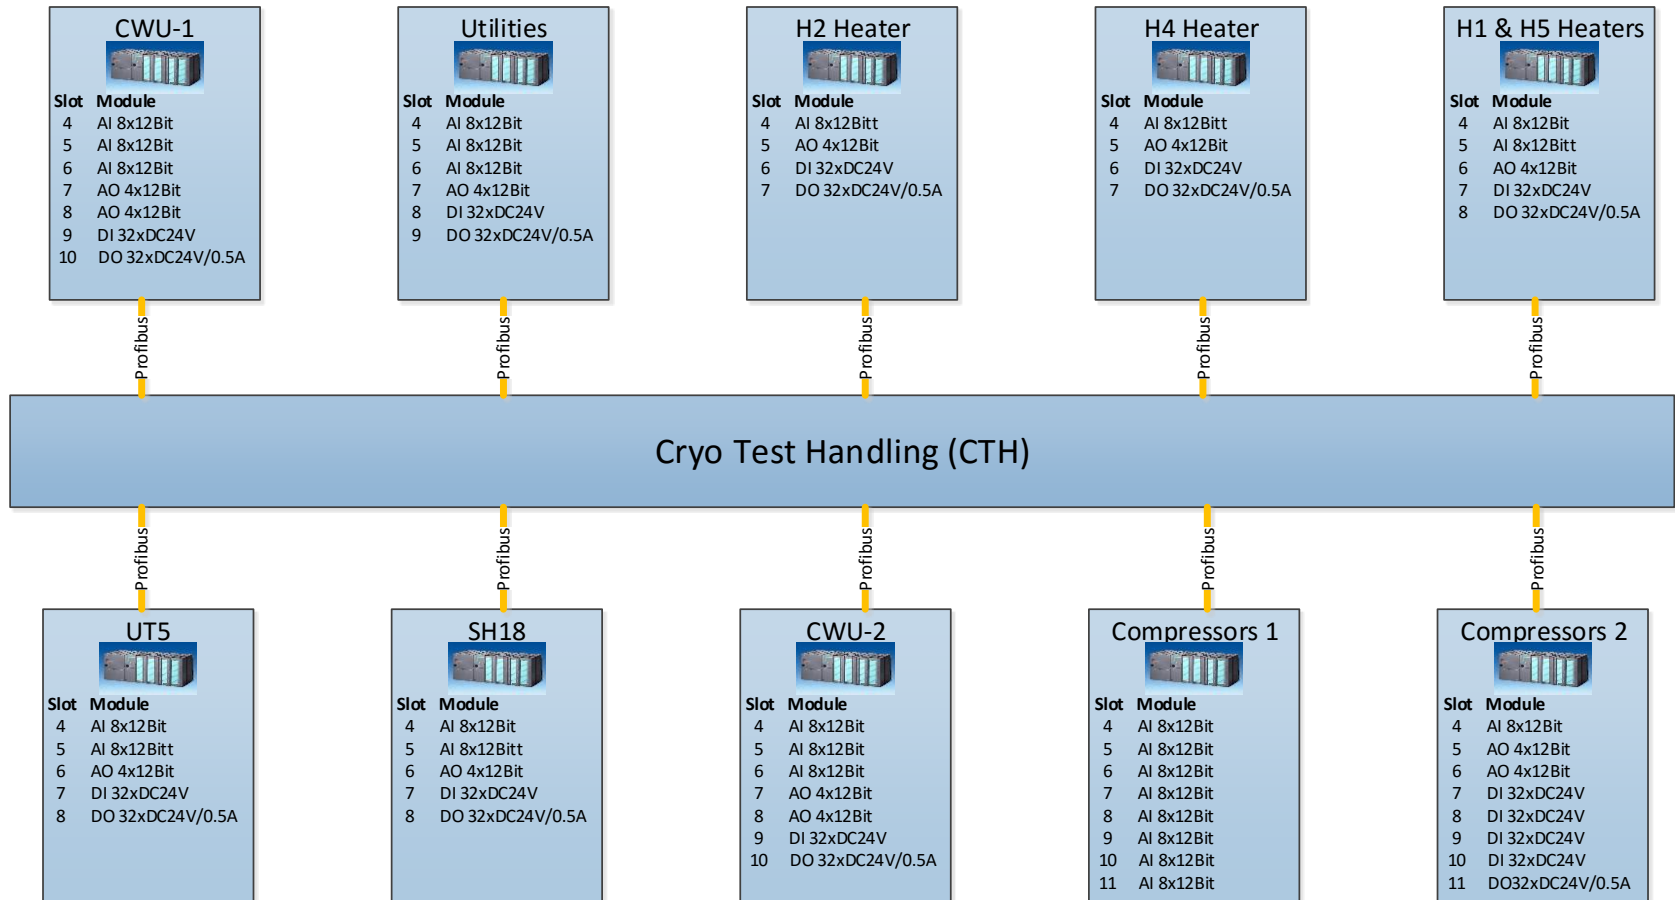 CWU-1
Slot Module
4 AI 8x12Bit
5 AI 8x12Bit
6 AI 8x12Bit
7 AO 4x12Bit
8 AO 4x12Bit
9 DI 32xDC24V
10 DO 32xDC24V/0.5A
Utilities
Slot Module
4 AI 8x12Bit
5 AI 8x12Bit
6 AI 8x12Bit
7 AO 4x12Bit
8 DI 32xDC24V
9 DO 32xDC24V/0.5A
H2 Heater
Slot Module
4 AI 8x12Bitt
5 AO 4x12Bit
6 DI 32xDC24V
7 DO 32xDC24V/0.5A
H4 Heater
Slot Module
4 AI 8x12Bitt
5 AO 4x12Bit
6 DI 32xDC24V
7 DO 32xDC24V/0.5A
H1 & H5 Heaters
Slot Module
4 AI 8x12Bit
5 AI 8x12Bitt
6 AO 4x12Bit
7 DI 32xDC24V
8 DO 32xDC24V/0.5A
Profibus
Profibus
Profibus
Profibus
Profibus
Cryo Test Handling (CTH)
Profibus
Profibus
Profibus
Profibus
Profibus
UT5
Slot Module
4 AI 8x12Bit
5 AI 8x12Bitt
6 AO 4x12Bit
7 DI 32xDC24V
8 DO 32xDC24V/0.5A
SH18
Slot Module
4 AI 8x12Bit
5 AI 8x12Bitt
6 AO 4x12Bit
7 DI 32xDC24V
8 DO 32xDC24V/0.5A
CWU-2
Slot Module
4 AI 8x12Bit
5 AI 8x12Bit
6 AI 8x12Bit
7 AO 4x12Bit
8 AO 4x12Bit
9 DI 32xDC24V
10 DO 32xDC24V/0.5A
Compressors 1
Slot Module
4 AI 8x12Bit
5 AI 8x12Bit
6 AI 8x12Bit
7 AI 8x12Bit
8 AI 8x12Bit
9 AI 8x12Bit
10 AI 8x12Bit
11 AI 8x12Bit
Compressors 2
Slot Module
4 AI 8x12Bit
5 AO 4x12Bit
6 AO 4x12Bit
7 DI 32xDC24V
8 DI 32xDC24V
9 DI 32xDC24V
10 DI 32xDC24V
11 DO32xDC24V/0.5A